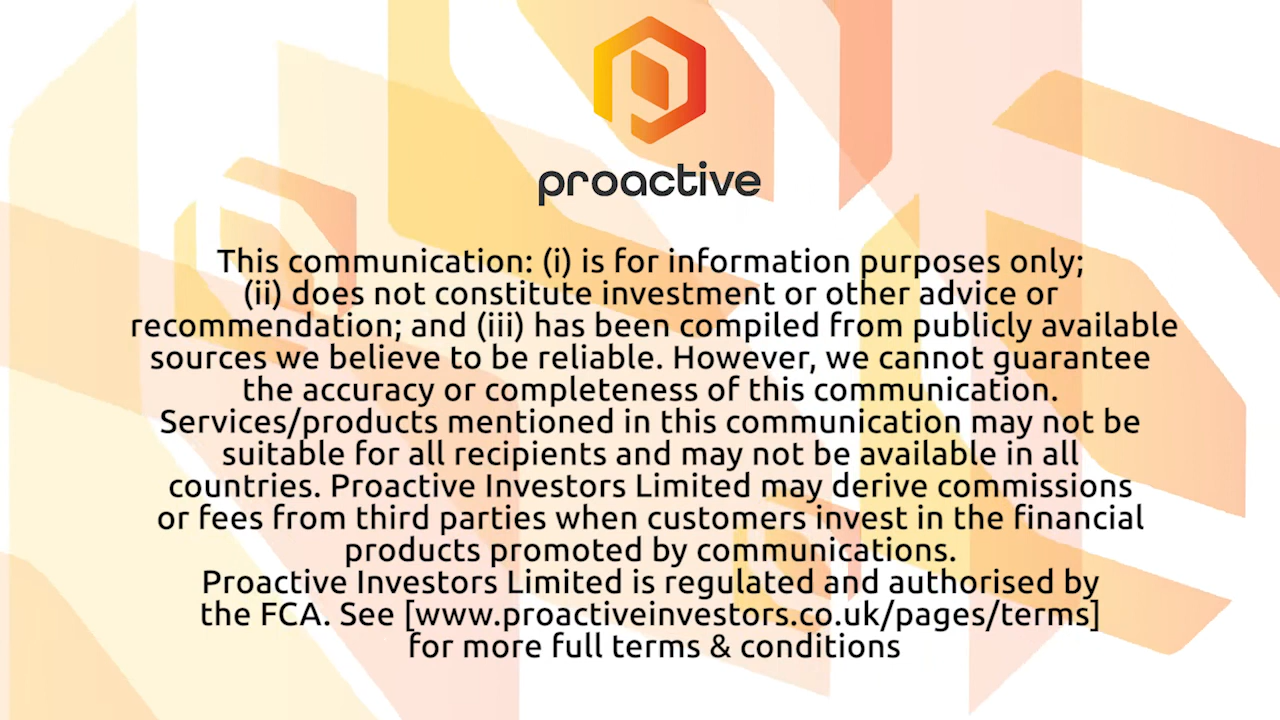 proactive
This communication: (i) is for information purposes only;
(ii) does not constitute investment or other advice or
recommendation; and (iii) has been compiled from publicly available
sources we believe to be reliable. However, we cannot guarantee
the accuracy or completeness of this communication.
Services/products mentioned in this communication may not be
suitable for all recipients and may not be available in all
countries. Proactive Investors Limited may derive commissions
or fees from third parties when customers invest in the financial
products promoted by communications.
Proactive Investors Limited is regulated and authorised by
the FCA. See [www.proactiveinvestors.co.uk/pages/terms]
for more full terms & conditions